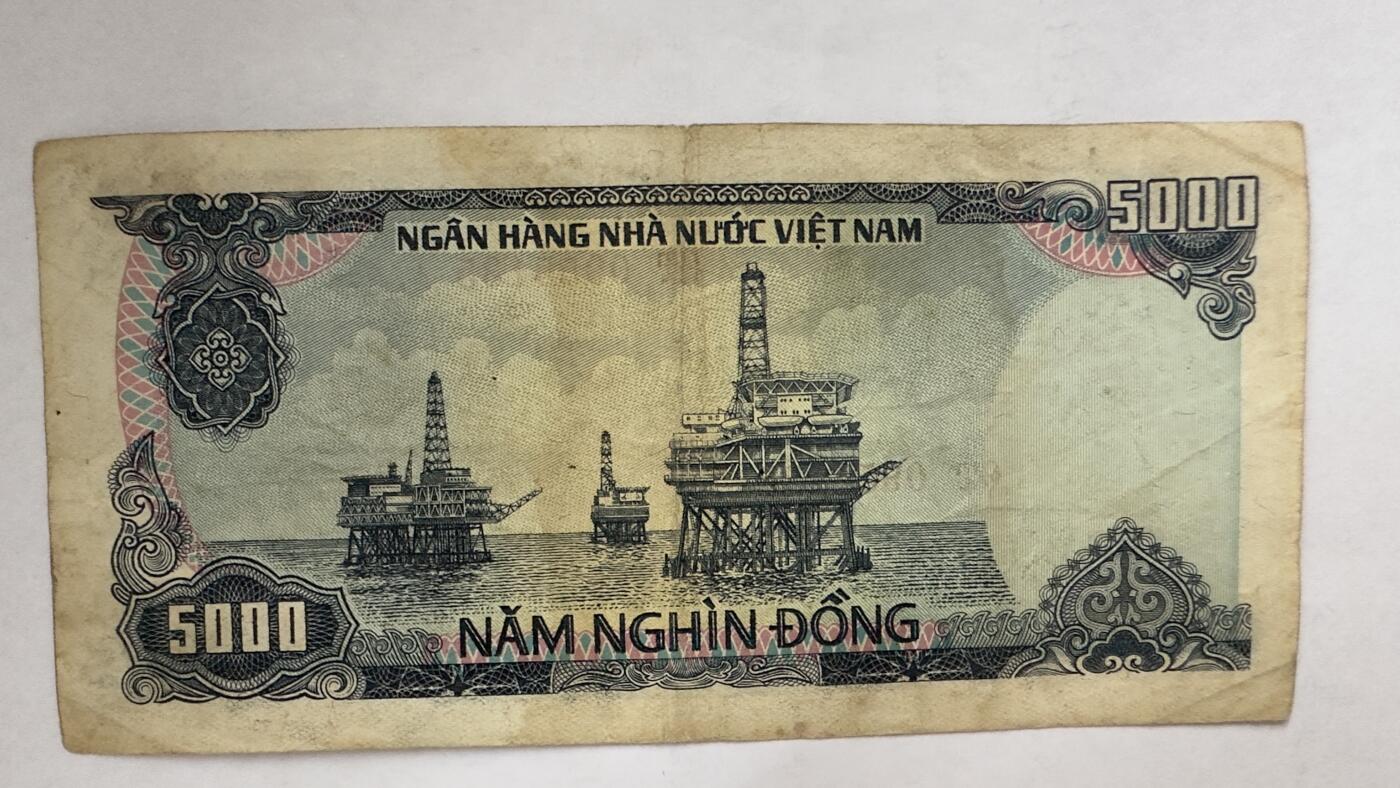 5000
NGÂN HÀNG NHÀ NƯỚC VIỆT NAM
5000
NĂM NGHÌN ĐỒNG